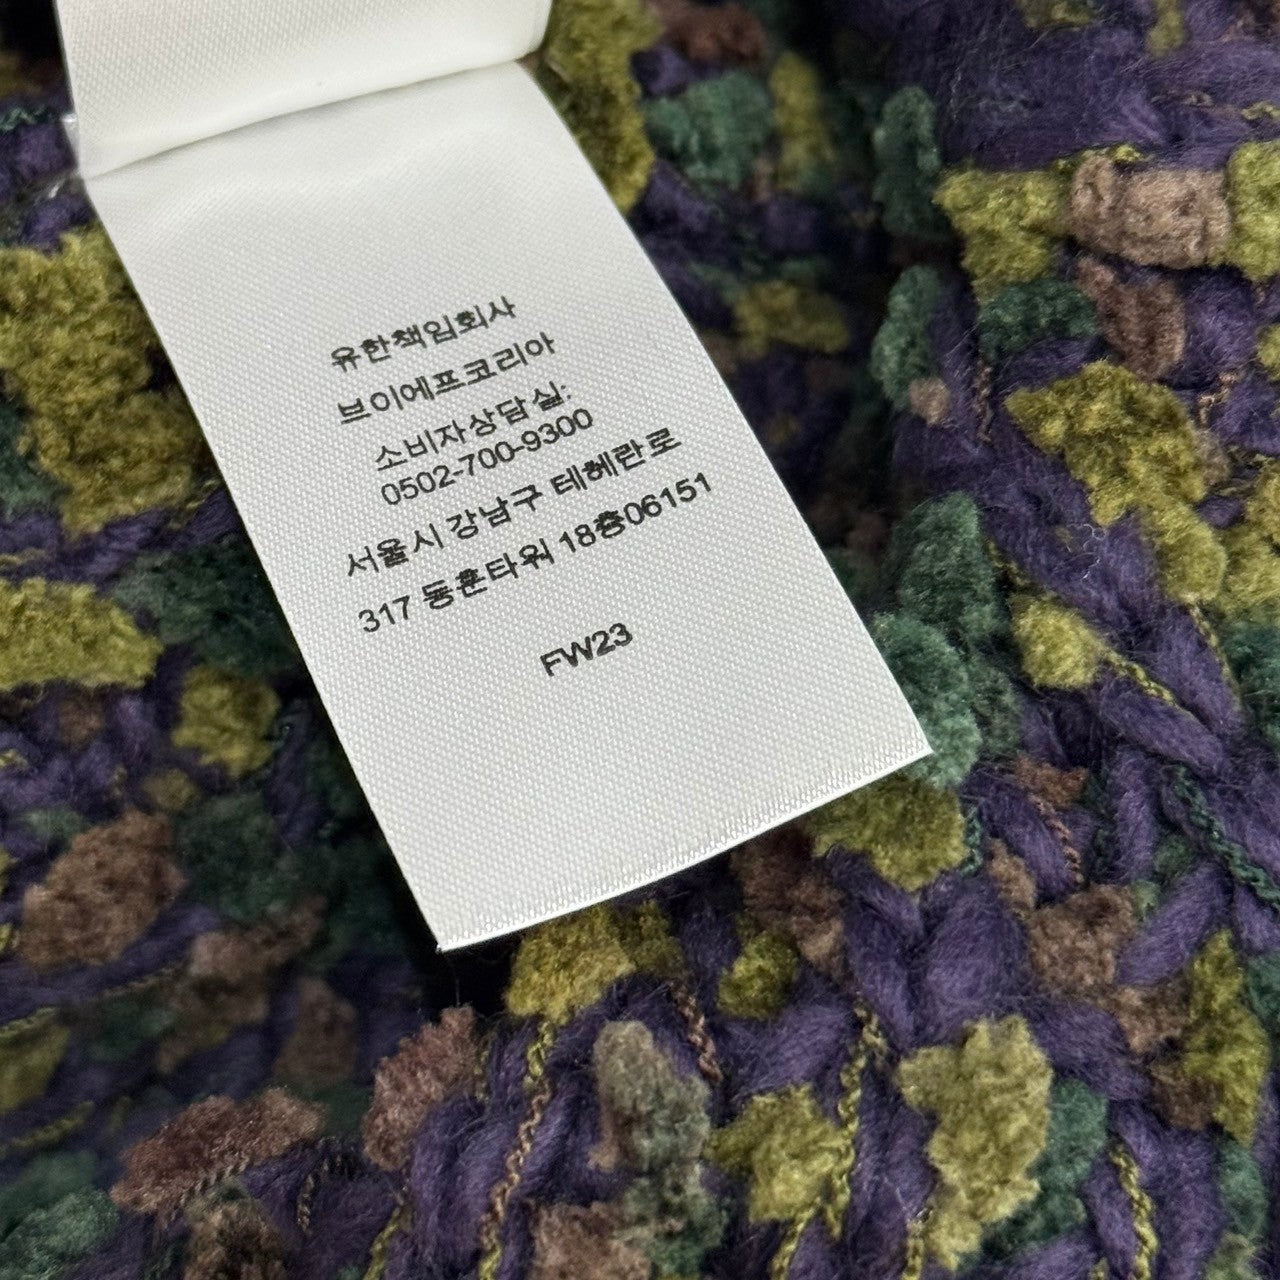 유한책임회사
브이에프코리아
소비자상담실:
0502-700-9300
서울시 강남구 테헤란로
317 동훈타워 18층06151
FW23